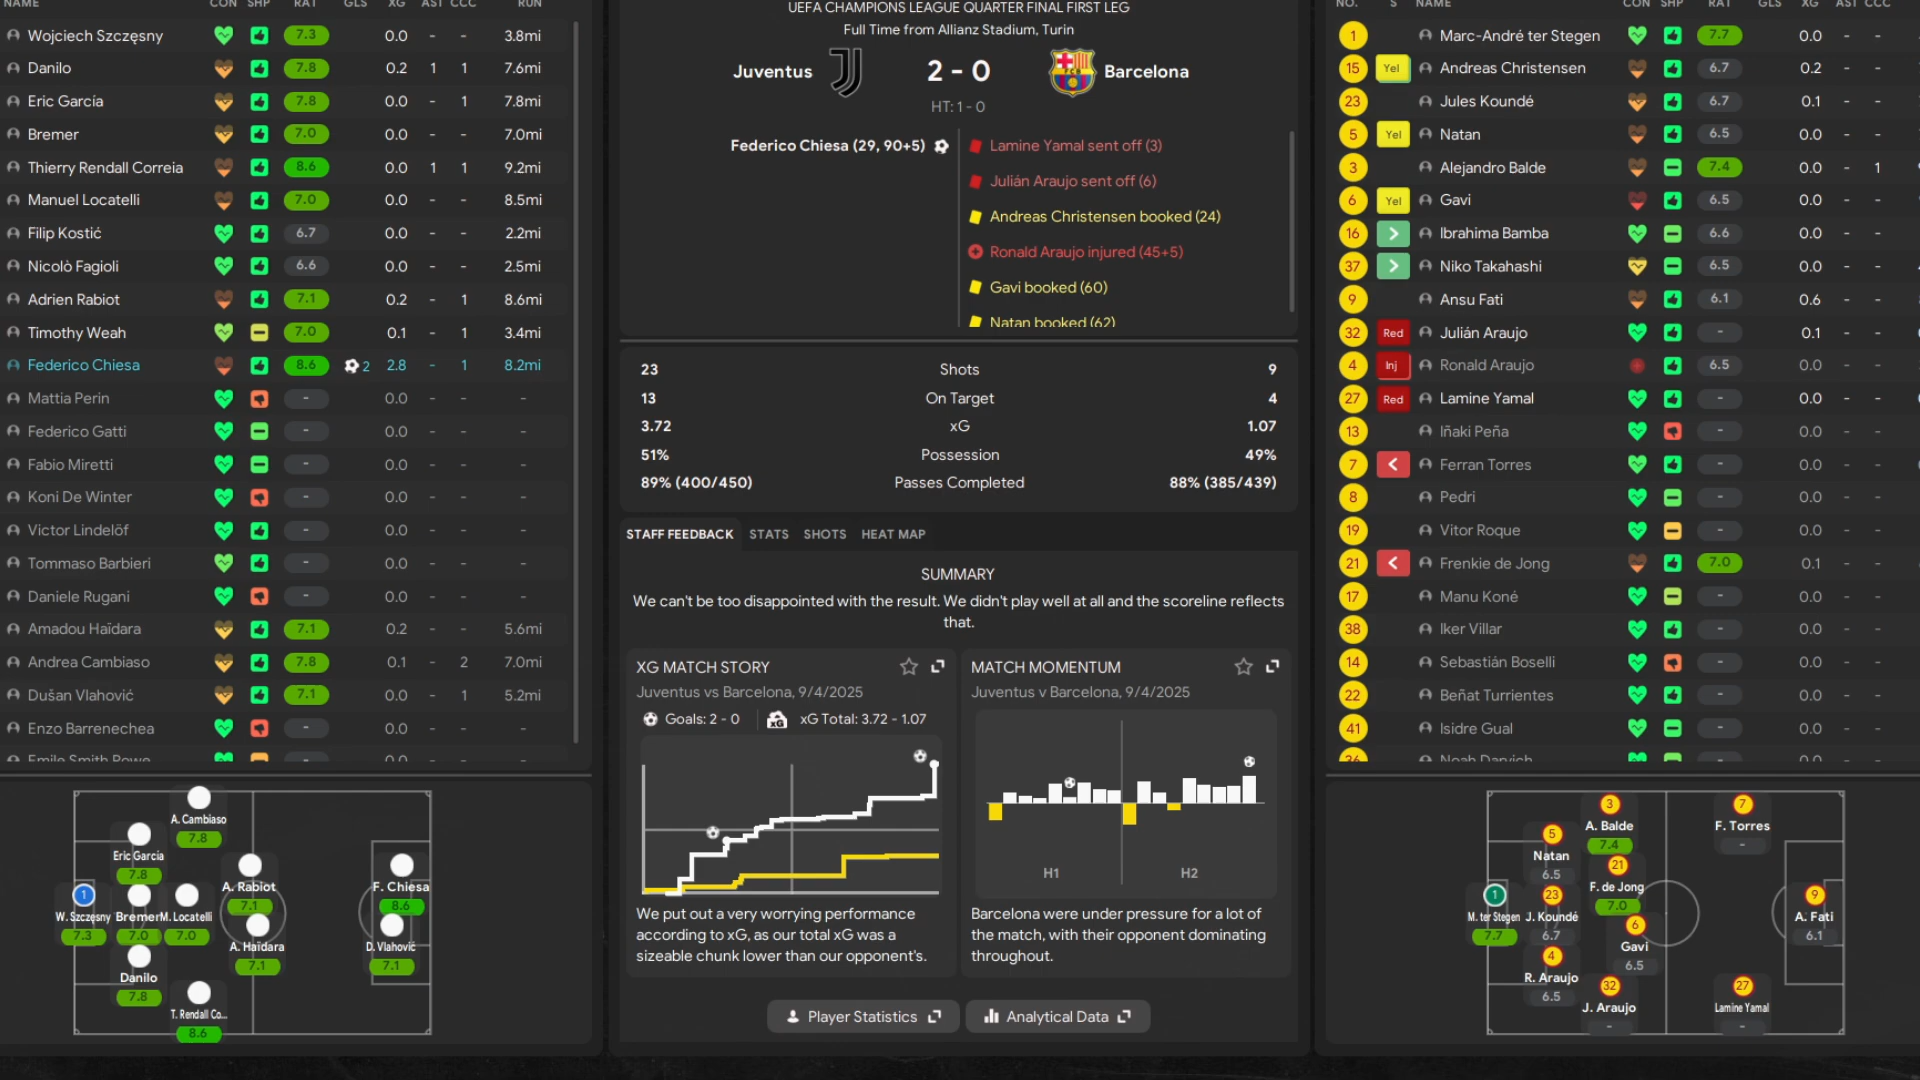 NAME CON SHP RAT GLS XG AST CCC RUN
Wojciech Szczęsny 7.3 0.0 - - 3.8mi
Danilo 7.8 0.2 1 1 7.6mi
Eric García 7.8 0.0 - 1 7.8mi
Bremer 7.0 0.0 - - 7.0mi
Thierry Rendall Correia 8.6 0.0 1 1 9.2mi
Manuel Locatelli 7.0 0.0 - - 8.5mi
Filip Kostić 6.7 0.0 - - 2.2mi
Nicolò Fagioli 6.6 0.0 - - 2.5mi
Adrien Rabiot 7.1 0.2 - 1 8.6mi
Timothy Weah 7.0 0.1 - 1 3.4mi
Federico Chiesa 8.6 2 2.8 - 1 8.2mi
Mattia Perin - 0.0 - - -
Federico Gatti - 0.0 - - -
Fabio Miretti - 0.0 - - -
Koni De Winter - 0.0 - - -
Victor Lindelöf - 0.0 - - -
Tommaso Barbieri - 0.0 - - -
Daniele Rugani - 0.0 - - -
Amadou Haïdara 7.1 0.2 - - 5.6mi
Andrea Cambiaso 7.8 0.1 - 2 7.0mi
Dušan Vlahović 7.1 0.0 - 1 5.2mi
Enzo Barrenechea - 0.0 - - -
Emile Smith Rowe
A. Cambiaso
7.8
Eric García
7.8
A. Rabiot
7.1
F. Chiesa
8.6
1
W. Szczęsny
7.3
Bremer
7.0
M. Locatelli
7.0
A. Haïdara
7.1
D. Vlahović
7.1
Danilo
7.8
T. Rendall Co...
8.6
UEFA CHAMPIONS LEAGUE QUARTER FINAL FIRST LEG
Full Time from Allianz Stadium, Turin
Juventus 2 - 0 Barcelona
HT: 1 - 0
Federico Chiesa (29, 90+5)
Lamine Yamal sent off (3)
Julián Araujo sent off (6)
Andreas Christensen booked (24)
Ronald Araujo injured (45+5)
Gavi booked (60)
Natan booked (62)
23 Shots 9
13 On Target 4
3.72 xG 1.07
51% Possession 49%
89% (400/450) Passes Completed 88% (385/439)
STAFF FEEDBACK STATS SHOTS HEAT MAP
SUMMARY
We can't be too disappointed with the result. We didn't play well at all and the scoreline reflects
that.
XG MATCH STORY
Juventus vs Barcelona, 9/4/2025
Goals: 2 - 0 xG xG Total: 3.72 - 1.07
We put out a very worrying performance
according to xG, as our total xG was a
sizeable chunk lower than our opponent's.
MATCH MOMENTUM
Juventus v Barcelona, 9/4/2025
H1 H2
Barcelona were under pressure for a lot of
the match, with their opponent dominating
throughout.
Player Statistics
Analytical Data
NO. S NAME CON SHP RAT GLS XG AST CCC
1 Marc-André ter Stegen 7.7 0.0 - -
15 Yel Andreas Christensen 6.7 0.2 - -
23 Jules Koundé 6.7 0.1 - -
5 Yel Natan 6.5 0.0 - -
3 Alejandro Balde 7.4 0.0 - 1
6 Yel Gavi 6.5 0.0 - -
16 Ibrahima Bamba 6.6 0.0 - -
37 Niko Takahashi 6.5 0.0 - -
9 Ansu Fati 6.1 0.6 - -
32 Red Julián Araujo - 0.1 - -
4 Inj Ronald Araujo 6.5 0.0 - -
27 Red Lamine Yamal - 0.0 - -
13 Iñaki Peña - 0.0 - -
7 Ferran Torres - 0.0 - -
8 Pedri - 0.0 - -
19 Vitor Roque - 0.0 - -
21 Frenkie de Jong 7.0 0.1 - -
17 Manu Koné - 0.0 - -
38 Iker Villar - 0.0 - -
14 Sebastián Boselli - 0.0 - -
22 Beñat Turrientes - 0.0 - -
41 Isidre Gual - 0.0 - -
36 Noah Darvich 0.0
3
A. Balde
7.4
7
F. Torres
-
5
Natan
6.5
21
F. de Jong
7.0
1
M. ter Stegen
7.7
23
J. Koundé
6.7
9
A. Fati
6.1
6
Gavi
6.5
4
R. Araujo
6.5
32
J. Araujo
-
27
Lamine Yamal
-